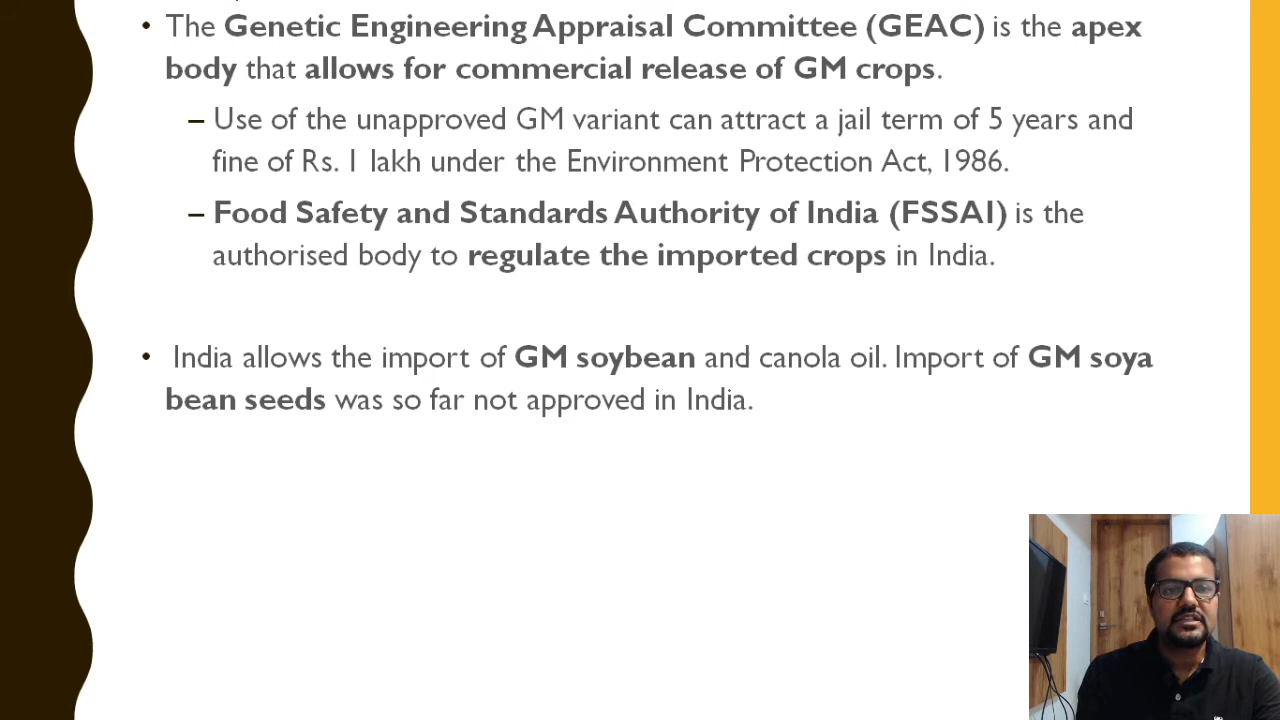 • The Genetic Engineering Appraisal Committee (GEAC) is the apex
body that allows for commercial release of GM crops.
– Use of the unapproved GM variant can attract a jail term of 5 years and
fine of Rs. 1 lakh under the Environment Protection Act, 1986.
– Food Safety and Standards Authority of India (FSSAI) is the
authorised body to regulate the imported crops in India.
• India allows the import of GM soybean and canola oil. Import of GM soya
bean seeds was so far not approved in India.